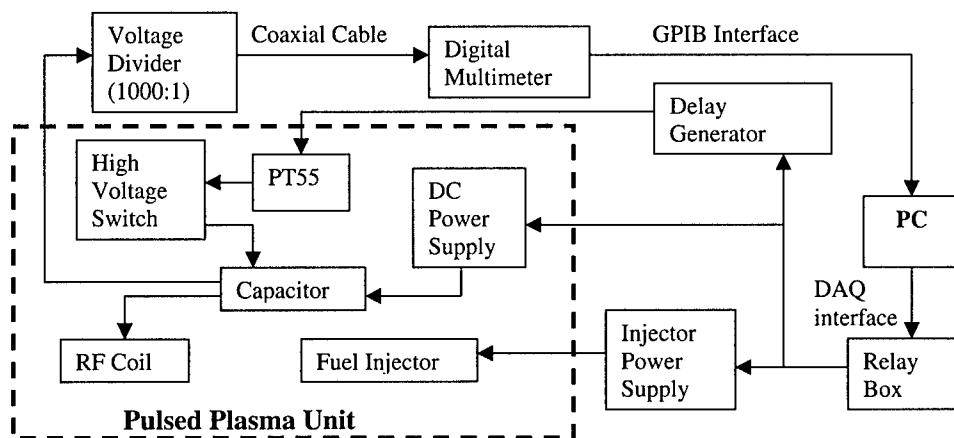 Voltage
Divider
(1000:1)
Coaxial Cable
Digital
Multimeter
GPIB Interface
Delay
Generator
High
Voltage
Switch
PT55
DC
Power
Supply
PC
Capacitor
DAQ
interface
RF Coil
Fuel Injector
Injector
Power
Supply
Relay
Box
Pulsed Plasma Unit